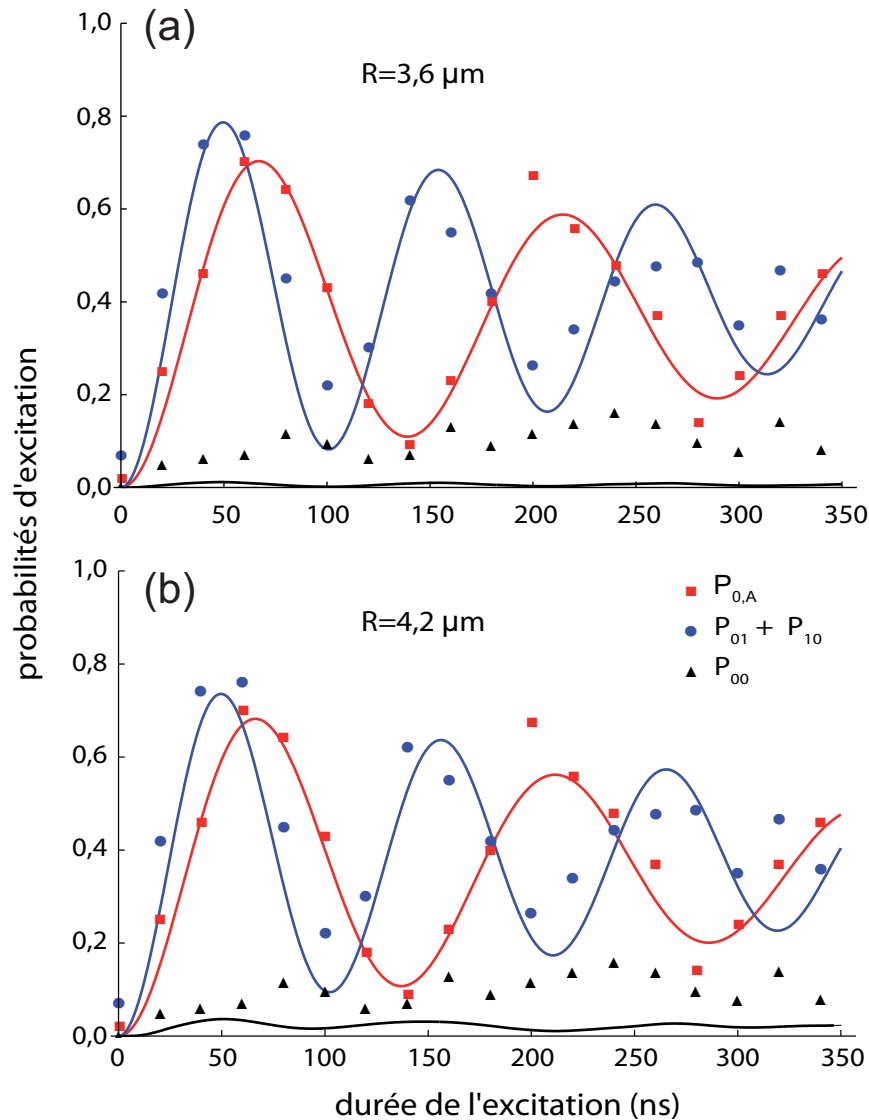 (a)
R=3,6 µm
1,0
0,8
0,6
0,4
0,2
0,0
0 50 100 150 200 250 300 350
probabilités d'excitation
(b)
R=4,2 µm
P0,A
P01 + P10
P00
1,0
0,8
0,6
0,4
0,2
0,0
0 50 100 150 200 250 300 350
durée de l'excitation (ns)